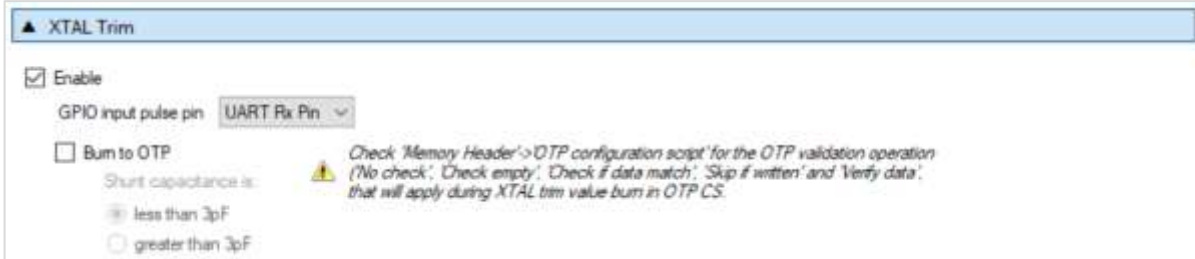 XTAL Trim
Enable
GPIO input pulse pin UART Rx Pin
Burn to OTP
Check 'Memory Header'->'OTP configuration script' for the OTP validation operation
('No check', 'Check empty', 'Check if data match', 'Skip if written' and 'Verify data',
that will apply during XTAL trim value burn in OTP CS.
Shunt capacitance is:
less than 3pF
greater than 3pF